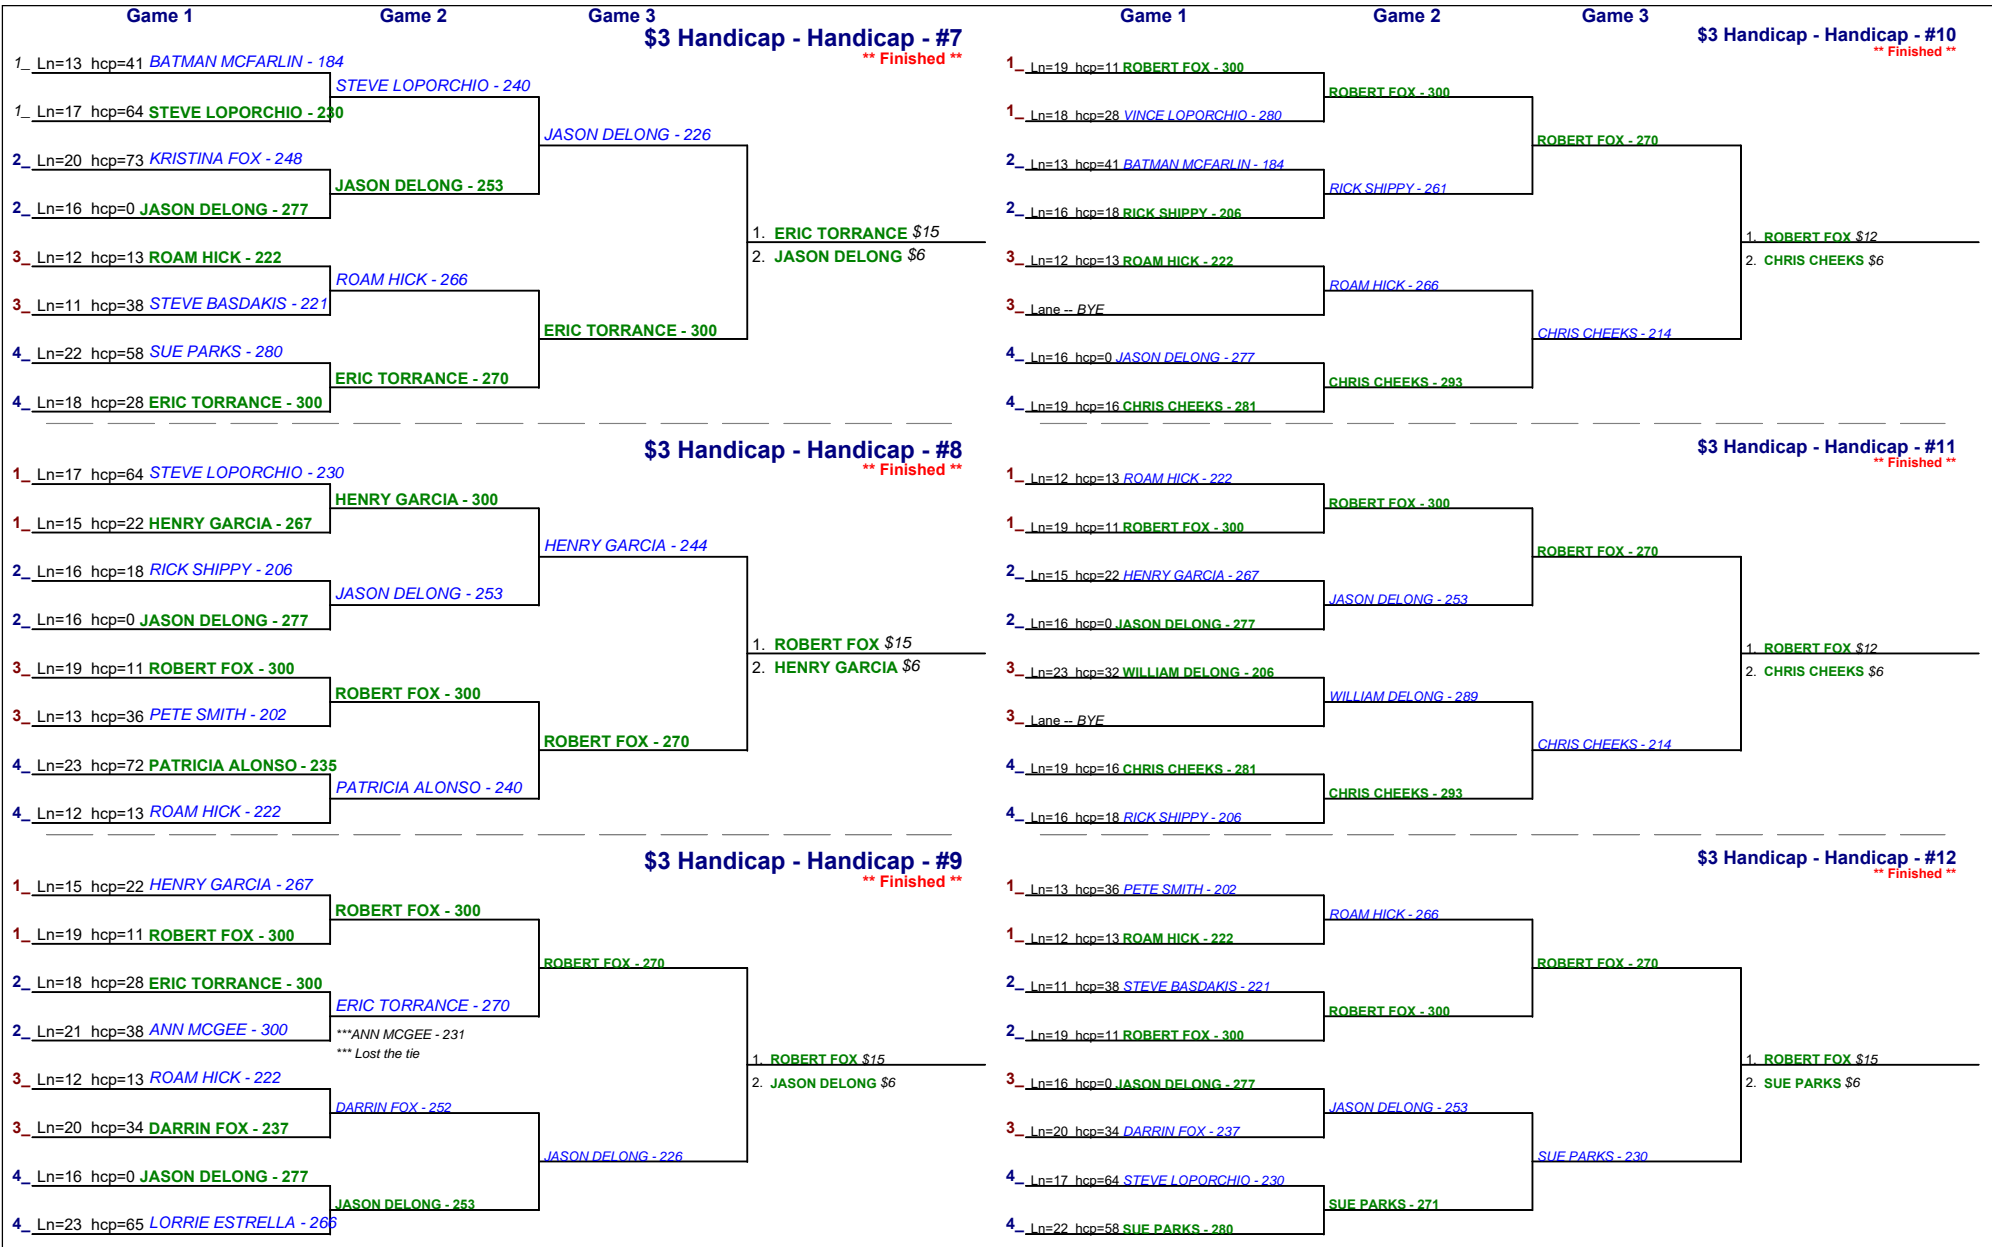 Game 1 Game 2 Game 3
$3 Handicap - Handicap - #7
** Finished **
1_ Ln=13 hcp=41 BATMAN MCFARLIN - 184
STEVE LOPORCHIO - 240
1_ Ln=17 hcp=64 STEVE LOPORCHIO - 230
JASON DELONG - 226
2_ Ln=20 hcp=73 KRISTINA FOX - 248
JASON DELONG - 253
2_ Ln=16 hcp=0 JASON DELONG - 277
1. ERIC TORRANCE $15
2. JASON DELONG $6
3_ Ln=12 hcp=13 ROAM HICK - 222
ROAM HICK - 266
3_ Ln=11 hcp=38 STEVE BASDAKIS - 221
ERIC TORRANCE - 300
4_ Ln=22 hcp=58 SUE PARKS - 280
ERIC TORRANCE - 270
4_ Ln=18 hcp=28 ERIC TORRANCE - 300
$3 Handicap - Handicap - #8
** Finished **
1_ Ln=17 hcp=64 STEVE LOPORCHIO - 230
HENRY GARCIA - 300
1_ Ln=15 hcp=22 HENRY GARCIA - 267
HENRY GARCIA - 244
2_ Ln=16 hcp=18 RICK SHIPPY - 206
JASON DELONG - 253
2_ Ln=16 hcp=0 JASON DELONG - 277
1. ROBERT FOX $15
2. HENRY GARCIA $6
3_ Ln=19 hcp=11 ROBERT FOX - 300
ROBERT FOX - 300
3_ Ln=13 hcp=36 PETE SMITH - 202
ROBERT FOX - 270
4_ Ln=23 hcp=72 PATRICIA ALONSO - 235
PATRICIA ALONSO - 240
4_ Ln=12 hcp=13 ROAM HICK - 222
$3 Handicap - Handicap - #9
** Finished **
1_ Ln=15 hcp=22 HENRY GARCIA - 267
ROBERT FOX - 300
1_ Ln=19 hcp=11 ROBERT FOX - 300
ROBERT FOX - 270
2_ Ln=18 hcp=28 ERIC TORRANCE - 300
ERIC TORRANCE - 270
2_ Ln=21 hcp=38 ANN MCGEE - 300
***ANN MCGEE - 231
*** Lost the tie
1. ROBERT FOX $15
2. JASON DELONG $6
3_ Ln=12 hcp=13 ROAM HICK - 222
DARRIN FOX - 252
3_ Ln=20 hcp=34 DARRIN FOX - 237
JASON DELONG - 226
4_ Ln=16 hcp=0 JASON DELONG - 277
JASON DELONG - 253
4_ Ln=23 hcp=65 LORRIE ESTRELLA - 266
Game 1 Game 2 Game 3
$3 Handicap - Handicap - #10
** Finished **
1_ Ln=19 hcp=11 ROBERT FOX - 300
ROBERT FOX - 300
1_ Ln=18 hcp=28 VINCE LOPORCHIO - 280
ROBERT FOX - 270
2_ Ln=13 hcp=41 BATMAN MCFARLIN - 184
RICK SHIPPY - 261
2_ Ln=16 hcp=18 RICK SHIPPY - 206
1. ROBERT FOX $12
2. CHRIS CHEEKS $6
3_ Ln=12 hcp=13 ROAM HICK - 222
ROAM HICK - 266
3_ Lane -- BYE
CHRIS CHEEKS - 214
4_ Ln=16 hcp=0 JASON DELONG - 277
CHRIS CHEEKS - 293
4_ Ln=19 hcp=16 CHRIS CHEEKS - 281
$3 Handicap - Handicap - #11
** Finished **
1_ Ln=12 hcp=13 ROAM HICK - 222
ROBERT FOX - 300
1_ Ln=19 hcp=11 ROBERT FOX - 300
ROBERT FOX - 270
2_ Ln=15 hcp=22 HENRY GARCIA - 267
JASON DELONG - 253
2_ Ln=16 hcp=0 JASON DELONG - 277
1. ROBERT FOX $12
2. CHRIS CHEEKS $6
3_ Ln=23 hcp=32 WILLIAM DELONG - 206
WILLIAM DELONG - 289
3_ Lane -- BYE
CHRIS CHEEKS - 214
4_ Ln=19 hcp=16 CHRIS CHEEKS - 281
CHRIS CHEEKS - 293
4_ Ln=16 hcp=18 RICK SHIPPY - 206
$3 Handicap - Handicap - #12
** Finished **
1_ Ln=13 hcp=36 PETE SMITH - 202
ROAM HICK - 266
1_ Ln=12 hcp=13 ROAM HICK - 222
ROBERT FOX - 270
2_ Ln=11 hcp=38 STEVE BASDAKIS - 221
ROBERT FOX - 300
2_ Ln=19 hcp=11 ROBERT FOX - 300
1. ROBERT FOX $15
2. SUE PARKS $6
3_ Ln=16 hcp=0 JASON DELONG - 277
JASON DELONG - 253
3_ Ln=20 hcp=34 DARRIN FOX - 237
SUE PARKS - 230
4_ Ln=17 hcp=64 STEVE LOPORCHIO - 230
SUE PARKS - 271
4_ Ln=22 hcp=58 SUE PARKS - 280